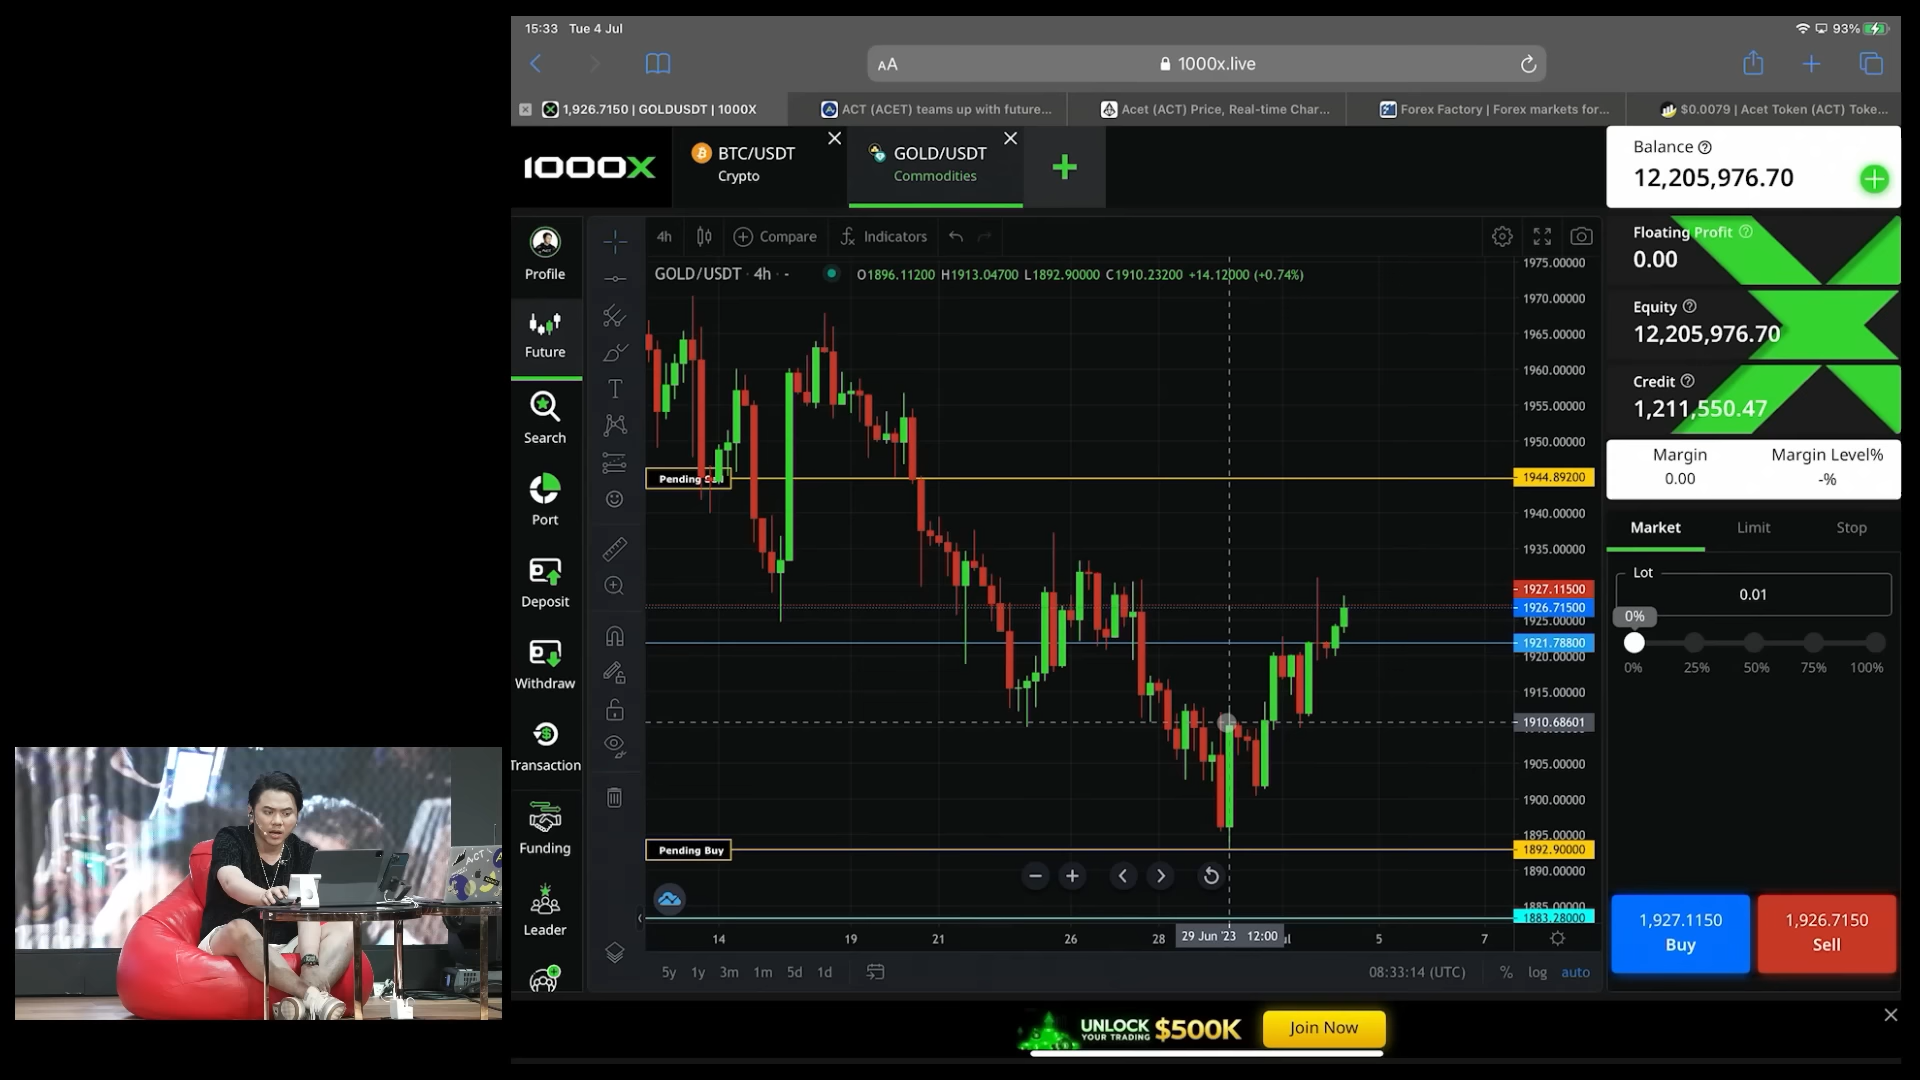 15:33 Tue 4 Jul
93%
AA 1000x.live
1,926.7150 | GOLDUSDT | 1000X
ACT (ACET) teams up with future...
Acet (ACT) Price, Real-time Char...
Forex Factory | Forex markets for...
$0.0079 | Acet Token (ACT) Toke...
1000X
BTC/USDT
Crypto
GOLD/USDT
Commodities
Balance
12,205,976.70
Floating Profit
0.00
Equity
12,205,976.70
Credit
1,211,550.47
Margin
0.00
Margin Level%
-%
Market Limit Stop
Lot
0.01
0%
0% 25% 50% 75% 100%
1,927.1150
Buy
1,926.7150
Sell
Profile
Future
Search
Port
Deposit
Withdraw
Transaction
Funding
Leader
4h Compare Indicators
GOLD/USDT · 4h · -
O1896.11200 H1913.04700 L1892.90000 C1910.23200 +14.12000 (+0.74%)
1975.00000
1970.00000
1965.00000
1960.00000
1955.00000
1950.00000
Pending
1944.89200
1940.00000
1935.00000
1927.11500
1926.71500
1925.00000
1921.78800
1920.00000
1915.00000
1910.68601
1905.00000
1900.00000
1895.00000
Pending Buy
1892.90000
1890.00000
1885.00000
1883.28000
14 19 21 26 28 29 Jun '23 12:00 5 7
5y 1y 3m 1m 5d 1d
08:33:14 (UTC) % log auto
UNLOCK
YOUR TRADING
$500K
Join Now
ACT